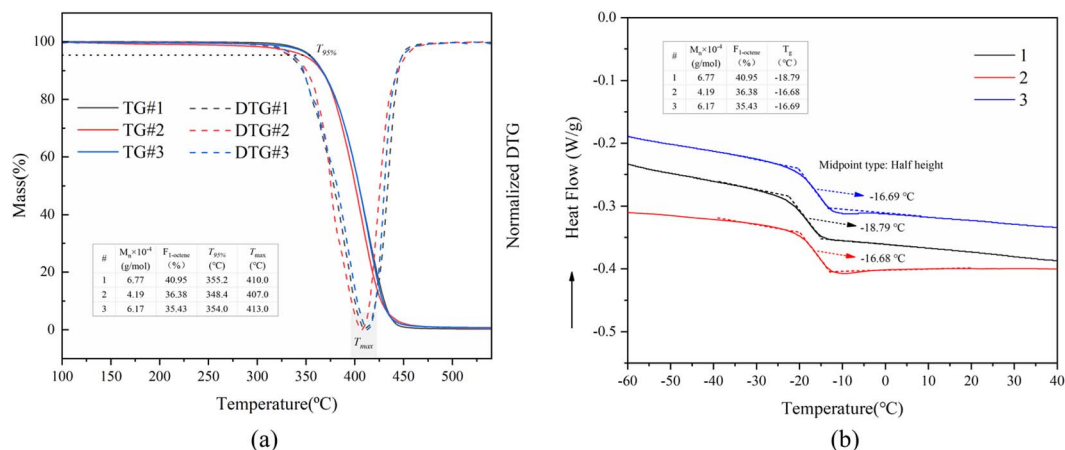 T95%
TG#1 DTG#1
TG#2 DTG#2
TG#3 DTG#3
# Mn×10-4 (g/mol) F1-octene (%) T95% (℃) Tmax (℃)
1 6.77 40.95 355.2 410.0
2 4.19 36.38 348.4 407.0
3 6.17 35.43 354.0 413.0
Tmax
Mass(%)
100
80
60
40
20
0
100 150 200 250 300 350 400 450 500
Temperature(ºC)
Normalized DTG
(a)
# Mn×10-4 (g/mol) F1-octene (%) Tg (℃)
1 6.77 40.95 -18.79
2 4.19 36.38 -16.68
3 6.17 35.43 -16.69
1
2
3
Midpoint type: Half height
-16.69 ℃
-18.79 ℃
-16.68 ℃
Heat Flow (W/g)
-0.0
-0.1
-0.2
-0.3
-0.4
-0.5
-60 -50 -40 -30 -20 -10 0 10 20 30 40
Temperature(℃)
(b)